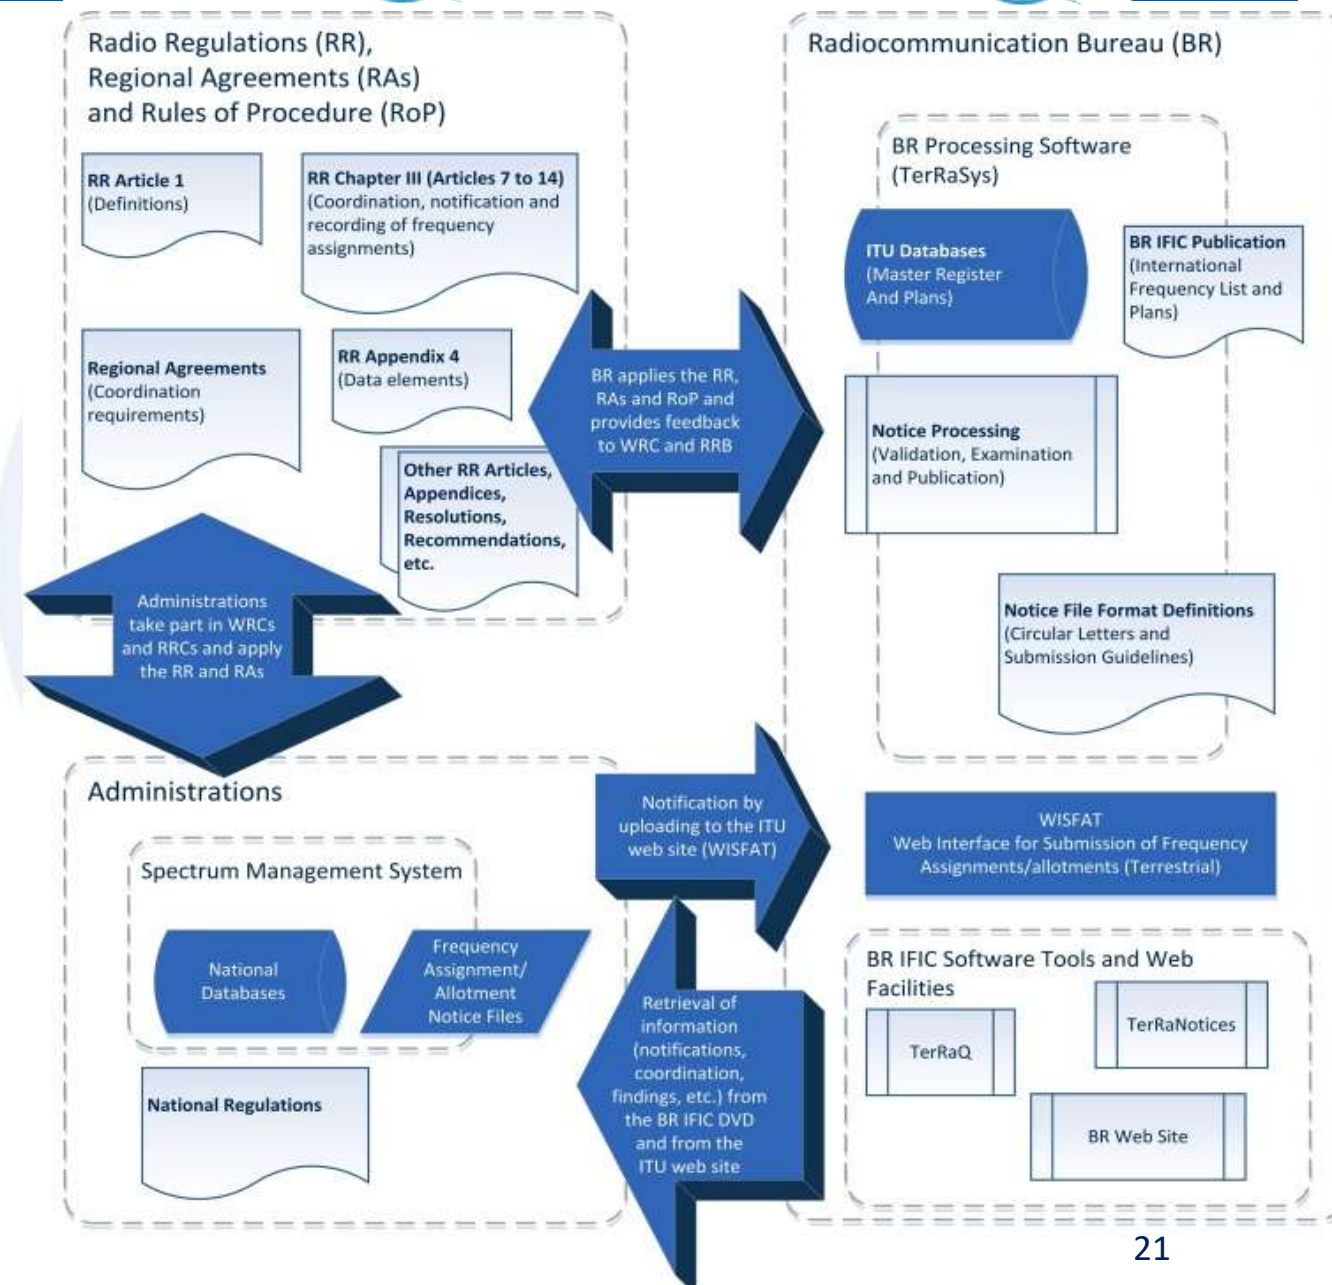 Radio Regulations (RR),
Regional Agreements (RAs)
and Rules of Procedure (RoP)
RR Article 1
(Definitions)
RR Chapter III (Articles 7 to 14)
(Coordination, notification and
recording of frequency
assignments)
Regional Agreements
(Coordination
requirements)
RR Appendix 4
(Data elements)
Other RR Articles,
Appendices,
Resolutions,
Recommendations,
etc.
BR applies the RR,
RAs and RoP and
provides feedback
to WRC and RRB
Radiocommunication Bureau (BR)
BR Processing Software
(TerRaSys)
ITU Databases
(Master Register
And Plans)
BR IFIC Publication
(International
Frequency List and
Plans)
Notice Processing
(Validation, Examination
and Publication)
Notice File Format Definitions
(Circular Letters and
Submission Guidelines)
Administrations
take part in WRCs
and RRCs and apply
the RR and RAs
Administrations
Spectrum Management System
National
Databases
Frequency
Assignment/
Allotment
Notice Files
National Regulations
Notification by
uploading to the ITU
web site (WISFAT)
Retrieval of
information
(notifications,
coordination,
findings, etc.) from
the BR IFIC DVD
and from the
ITU web site
WISFAT
Web Interface for Submission of Frequency
Assignments/allotments (Terrestrial)
BR IFIC Software Tools and Web
Facilities
TerRaQ
TerRaNotices
BR Web Site
21